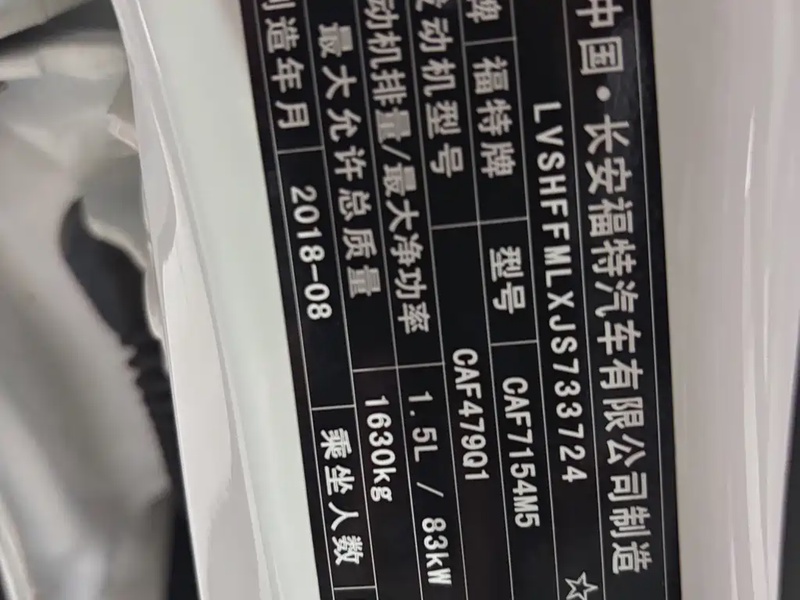 中国·长安福特汽车有限公司制造
LVSHFFMLXJS733724 ☆
牌 福特牌 型号 CAF7154M5
发动机型号 CAF479Q1
动机排量/最大净功率 1.5L / 83kW
最大允许总质量 1630kg
制造年月 2018-08 乘坐人数